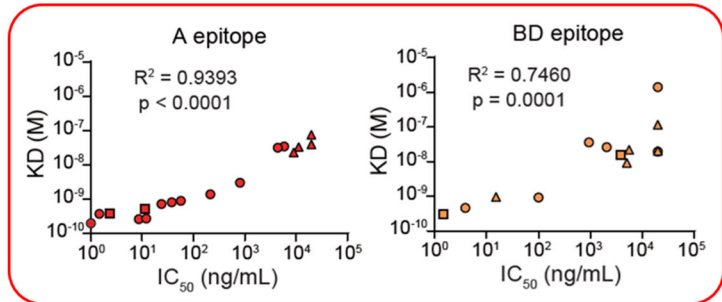 A epitope
R² = 0.9393
p < 0.0001
KD (M)
10⁻⁵
10⁻⁶
10⁻⁷
10⁻⁸
10⁻⁹
10⁻¹⁰
10⁰ 10¹ 10² 10³ 10⁴ 10⁵
IC₅₀ (ng/mL)
BD epitope
R² = 0.7460
p = 0.0001
KD (M)
10⁻⁵
10⁻⁶
10⁻⁷
10⁻⁸
10⁻⁹
10⁻¹⁰
10⁰ 10¹ 10² 10³ 10⁴ 10⁵
IC₅₀ (ng/mL)